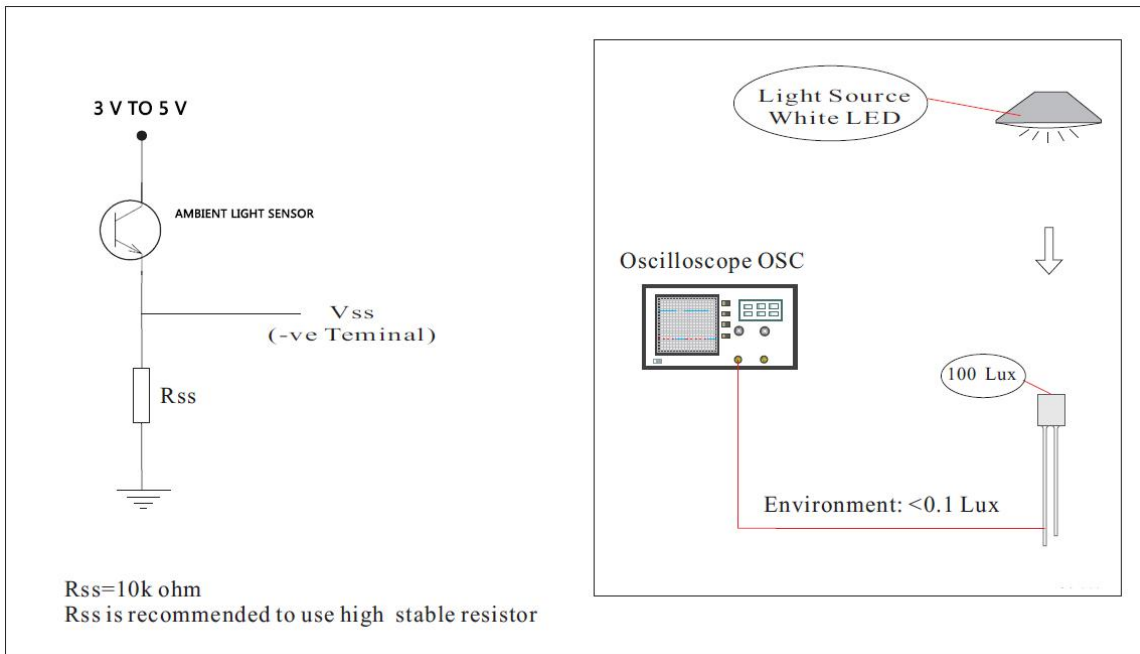 3 V TO 5 V
AMBIENT LIGHT SENSOR
Vss
(-ve Teminal)
Rss
Rss=10k ohm
Rss is recommended to use high stable resistor
Light Source
White LED
Oscilloscope OSC
100 Lux
Environment: <0.1 Lux